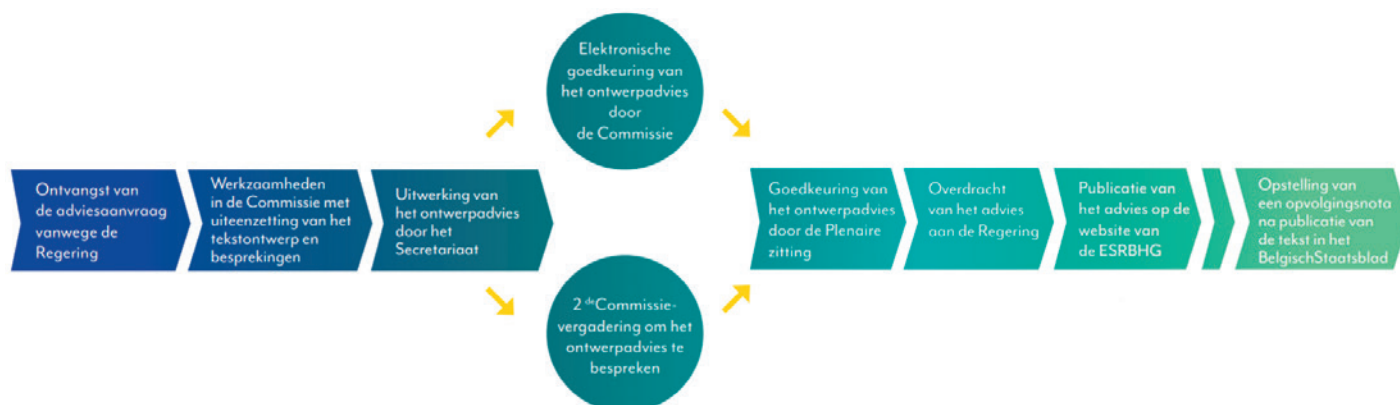 Ontvangst van
de adviesaanvraag
vanwege de
Regering
Werkzaamheden
in de Commissie met
uiteenzetting van het
tekstontwerp en
besprekingen
Uitwerking van
het ontwerpadvies
door het
Secretariaat
Elektronische
goedkeuring van
het ontwerpadvies
door
de Commissie
2 de Commissie-
vergadering om het
ontwerpadvies te
bespreken
Goedkeuring van
het ontwerpadvies
door de Plenaire
zitting
Overdracht
van het advies
aan de Regering
Publicatie van
het advies op de
website van
de ESRBHG
Opstelling van
een opvolgingsnota
na publicatie van
de tekst in het
BelgischStaatsblad